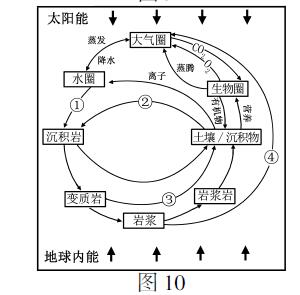 太阳能
大气圈
蒸发
CO₂ O₂
降水
蒸腾
水圈
离子
生物圈
①
②
有机物
营养
沉积岩
土壤/沉积物
④
变质岩
③
岩浆岩
岩浆
地球内能
图 10